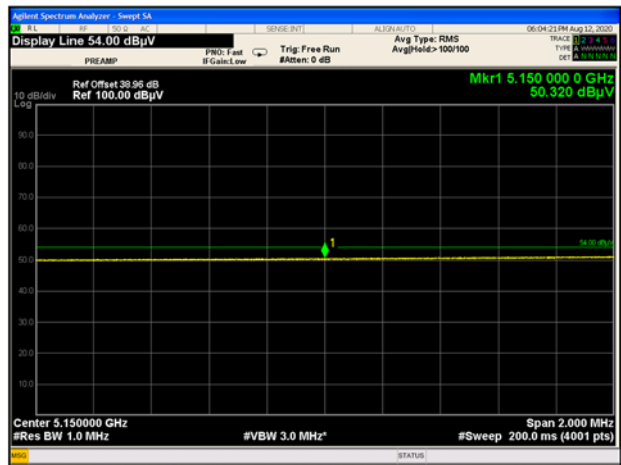 Agilent Spectrum Analyzer - Swept SA
RL RF 50 Ω AC SENSE:INT ALIGN AUTO 06:04:21 PM Aug 12, 2020
Display Line 54.00 dBµV
PREAMP
PNO: Fast
IFGain:Low
Trig: Free Run
#Atten: 0 dB
Avg Type: RMS
Avg|Hold:>100/100
TRACE 1 2 3 4 5 6
TYPE A
DET A N N N N N
Mkr1 5.150 000 0 GHz
50.320 dBµV
Ref Offset 38.96 dB
10 dB/div Ref 100.00 dBµV
Log
90.0
80.0
70.0
60.0
1
54.00 dBµV
50.0
40.0
30.0
20.0
10.0
Center 5.150000 GHz Span 2.000 MHz
#Res BW 1.0 MHz #VBW 3.0 MHz* #Sweep 200.0 ms (4001 pts)
MSG STATUS